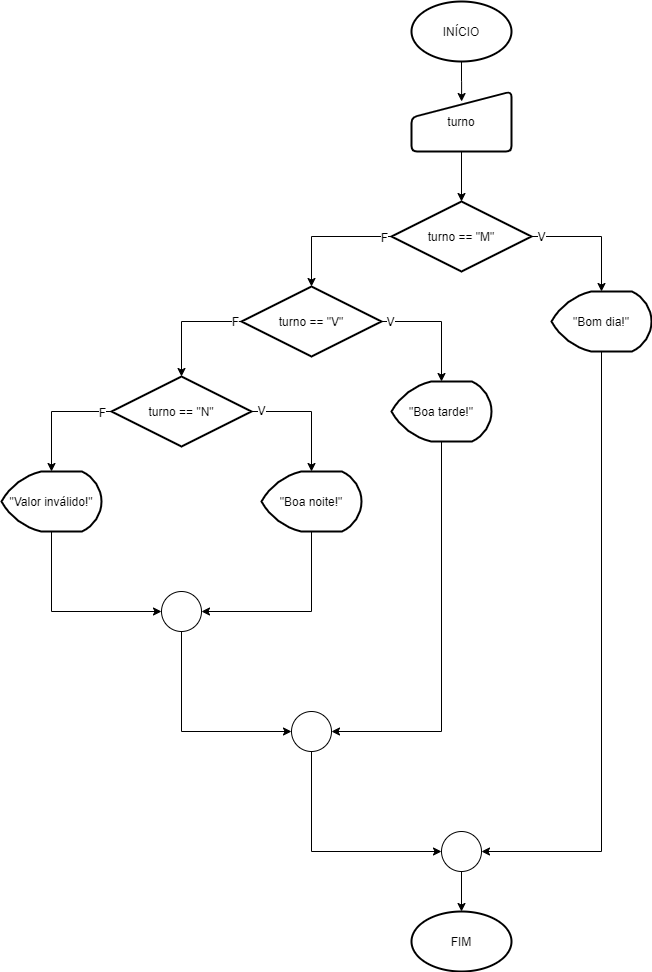 INÍCIO
turno
turno == "M"
F
V
turno == "V"
F
V
"Bom dia!"
turno == "N"
F
V
"Boa tarde!"
"Valor inválido!"
"Boa noite!"
FIM